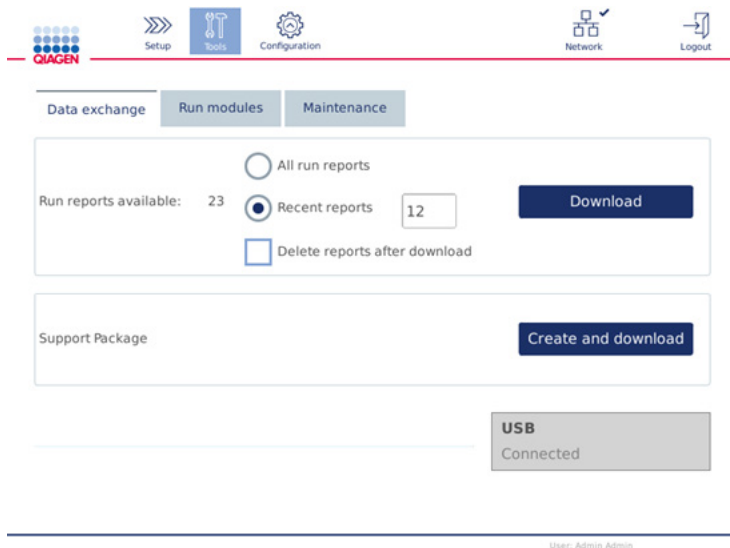 QIAGEN
Setup
Tools
Configuration
Network
Logout
Data exchange
Run modules
Maintenance
All run reports
Run reports available: 23
Recent reports 12
Download
Delete reports after download
Support Package
Create and download
USB
Connected
User: Admin Admin